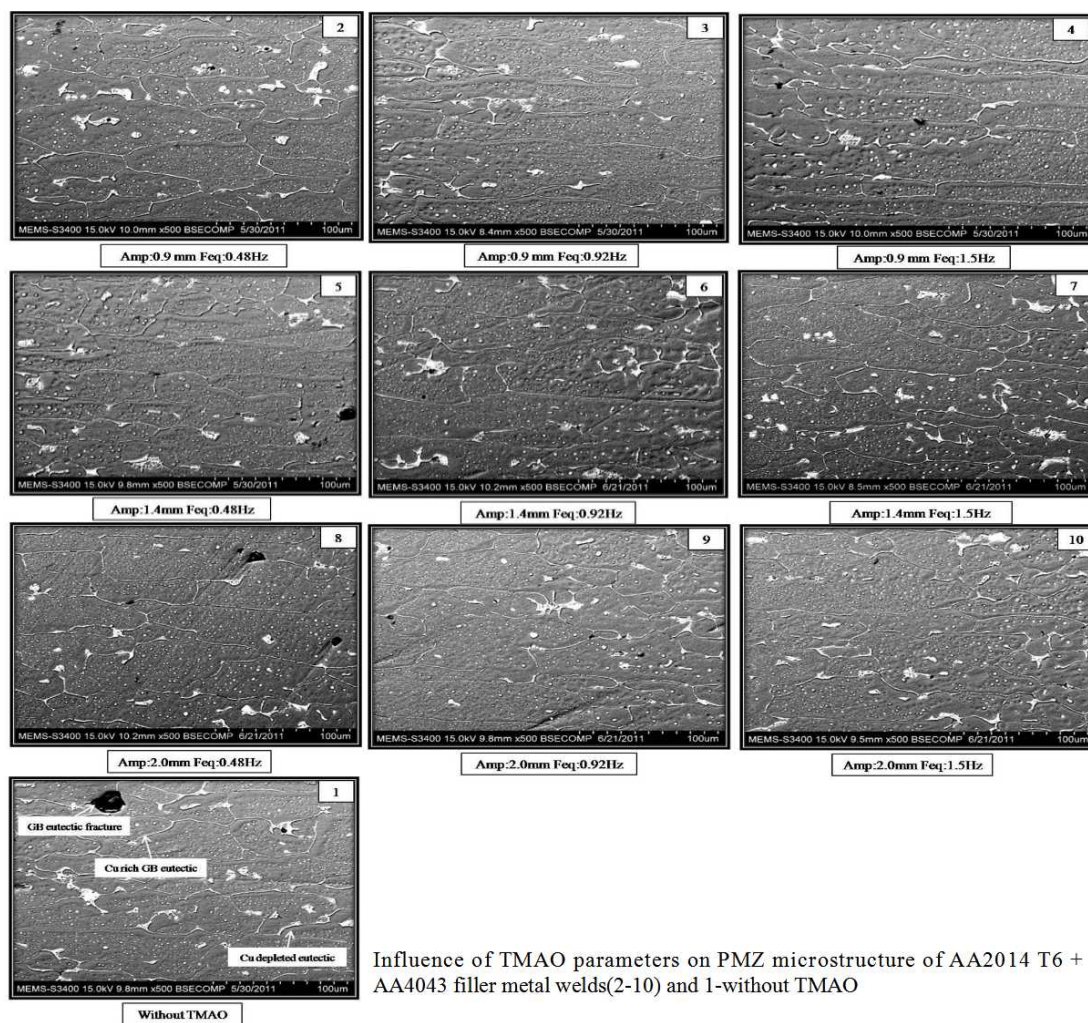 2
3
4
MEMS-S3400 15.0kV 10.0mm x500 BSECOMP 5/30/2011 100um
MEMS-S3400 15.0kV 8.4mm x500 BSECOMP 5/30/2011 100um
MEMS-S3400 15.0kV 10.0mm x500 BSECOMP 5/30/2011 100um
Amp:0.9 mm Feq:0.48Hz
Amp:0.9 mm Feq:0.92Hz
Amp:0.9 mm Feq:1.5Hz
5
6
7
MEMS-S3400 15.0kV 9.8mm x500 BSECOMP 5/30/2011 100um
MEMS-S3400 15.0kV 10.2mm x500 BSECOMP 6/21/2011 100um
MEMS-S3400 15.0kV 8.5mm x500 BSECOMP 6/21/2011 100um
Amp:1.4mm Feq:0.48Hz
Amp:1.4mm Feq:0.92Hz
Amp:1.4mm Feq:1.5Hz
8
9
10
MEMS-S3400 15.0kV 10.2mm x500 BSECOMP 6/21/2011 100um
MEMS-S3400 15.0kV 9.8mm x500 BSECOMP 6/21/2011 100um
MEMS-S3400 15.0kV 9.5mm x500 BSECOMP 6/21/2011 100um
Amp:2.0mm Feq:0.48Hz
Amp:2.0mm Feq:0.92Hz
Amp:2.0mm Feq:1.5Hz
1
GB eutectic fracture
Cu rich GB eutectic
Cu depleted eutectic
MEMS-S3400 15.0kV 9.8mm x500 BSECOMP 5/30/2011 100um
Without TMAO
Influence of TMAO parameters on PMZ microstructure of AA2014 T6 +
AA4043 filler metal welds(2-10) and 1-without TMAO